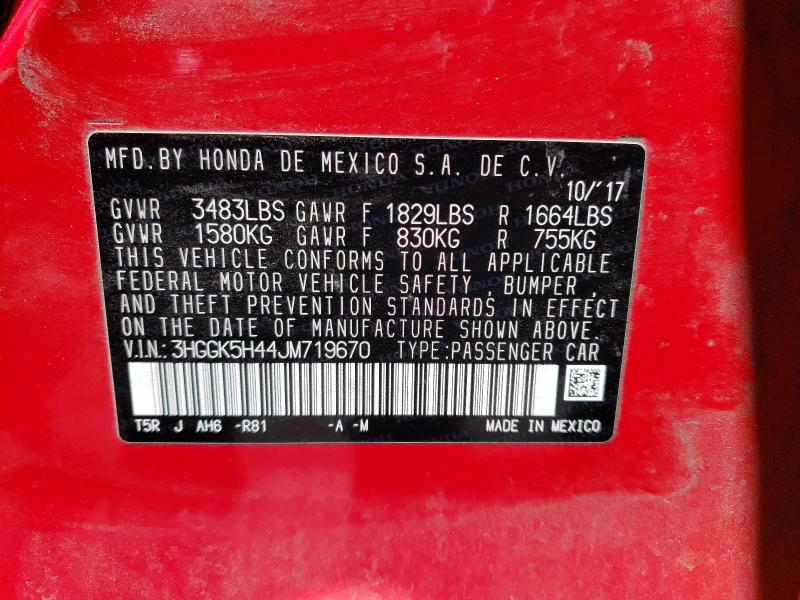 MFD. BY HONDA DE MEXICO S.A. DE C.V.
10/'17
GVWR 3483LBS GAWR F 1829LBS R 1664LBS
GVWR 1580KG GAWR F 830KG R 755KG
THIS VEHICLE CONFORMS TO ALL APPLICABLE
FEDERAL MOTOR VEHICLE SAFETY, BUMPER,
AND THEFT PREVENTION STANDARDS IN EFFECT
ON THE DATE OF MANUFACTURE SHOWN ABOVE.
V.I.N.: 3HGGK5H44JM719670 TYPE:PASSENGER CAR
T5R J AH6 -R81 -A -M MADE IN MEXICO